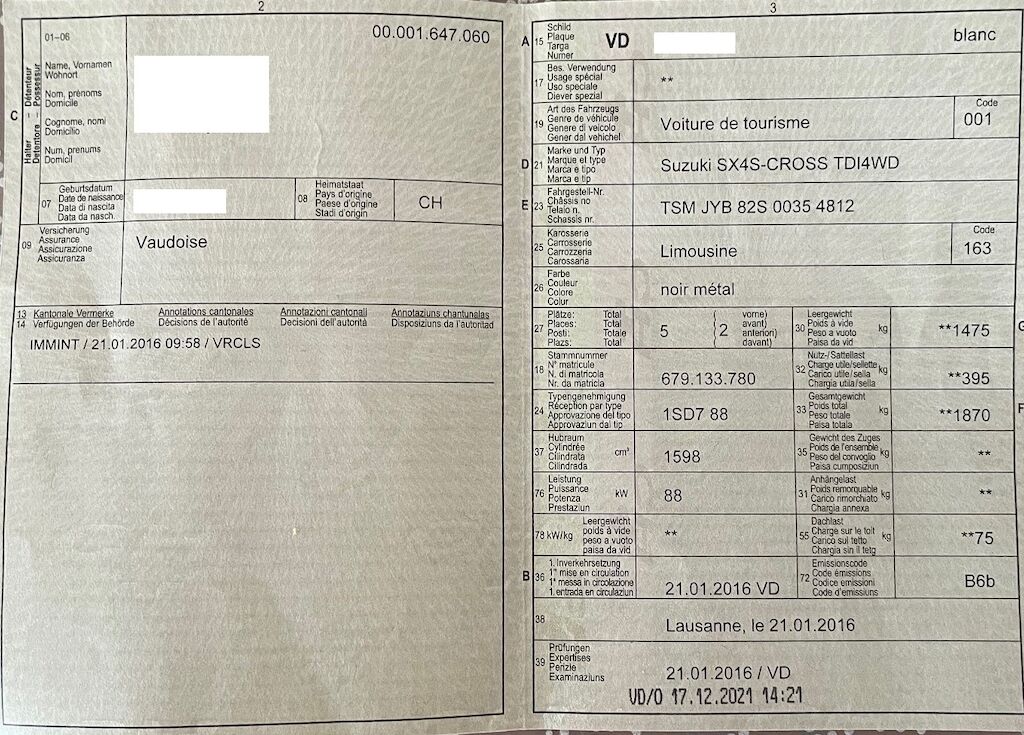 2
01–06
00.001.647.060
C
Halter – Détenteur
Detentore – Possessur
Name, Vornamen
Wohnort
Nom, prénoms
Domicile
Cognome, nomi
Domicilio
Num, prenums
Domicil
07
Geburtsdatum
Date de naissance
Data di nascita
Data da nasch.
08
Heimatstaat
Pays d'origine
Paese d'origine
Stadi d'origin
CH
09
Versicherung
Assurance
Assicurazione
Assicuranza
Vaudoise
13 Kantonale Vermerke Annotations cantonales Annotazioni cantonali Annotaziuns chantunalas
14 Verfügungen der Behörde Décisions de l'autorité Decisioni dell'autorità Disposiziuns da l'autoritad
IMMINT / 21.01.2016 09:58 / VRCLS
3
A 15
Schild
Plaque
Targa
Numer
VD
blanc
17
Bes. Verwendung
Usage spécial
Uso speciale
Diever spezial
**
19
Art des Fahrzeugs
Genre de véhicule
Genere di veicolo
Gener dal vehichel
Voiture de tourisme
Code
001
D 21
Marke und Typ
Marque et type
Marca e tipo
Marca e tip
Suzuki SX4S-CROSS TDI4WD
E 23
Fahrgestell-Nr.
Châssis no
Telaio n.
Schassis nr.
TSM JYB 82S 0035 4812
25
Karosserie
Carrosserie
Carrozzeria
Carossaria
Limousine
Code
163
26
Farbe
Couleur
Colore
Colur
noir métal
27
Plätze: Total
Places: Total
Posti: Totale
Plazs: Total
5
( vorne)
( 2 avant)
( anteriori)
( davant)
30
Leergewicht
Poids à vide
Peso a vuoto
Paisa da vid
kg
**1475
G
18
Stammnummer
N° matricule
N. di matricola
Nr. da matricla
679.133.780
32
Nutz-/Sattellast
Charge utile/sellette
Carico utile/sella
Chargia utila/sella
kg
**395
24
Typengenehmigung
Réception par type
Approvazione del tipo
Approvaziun dal tip
1SD7 88
33
Gesamtgewicht
Poids total
Peso totale
Paisa totala
kg
**1870
F
37
Hubraum
Cylindrée
Cilindrata
Cilindrada
cm³
1598
35
Gewicht des Zuges
Poids de l'ensemble
Peso del convoglio
Paisa cumposiziun
kg
**
76
Leistung
Puissance
Potenza
Prestaziun
kW
88
31
Anhängelast
Poids remorquable
Carico rimorchiato
Chargia annexa
kg
**
78 kW/kg
Leergewicht
poids à vide
peso a vuoto
paisa da vid
**
55
Dachlast
Charge sur le toit
Carico sul tetto
Chargia sin il tetg
kg
**75
B 36
1. Inverkehrsetzung
1re mise en circulation
1a messa in circolazione
1. entrada en circulaziun
21.01.2016 VD
72
Emissionscode
Code émissions
Codice emissioni
Code d'emissiuns
B6b
38
Lausanne, le 21.01.2016
39
Prüfungen
Expertises
Perizie
Examinaziuns
21.01.2016 / VD
VD/O 17.12.2021 14:21